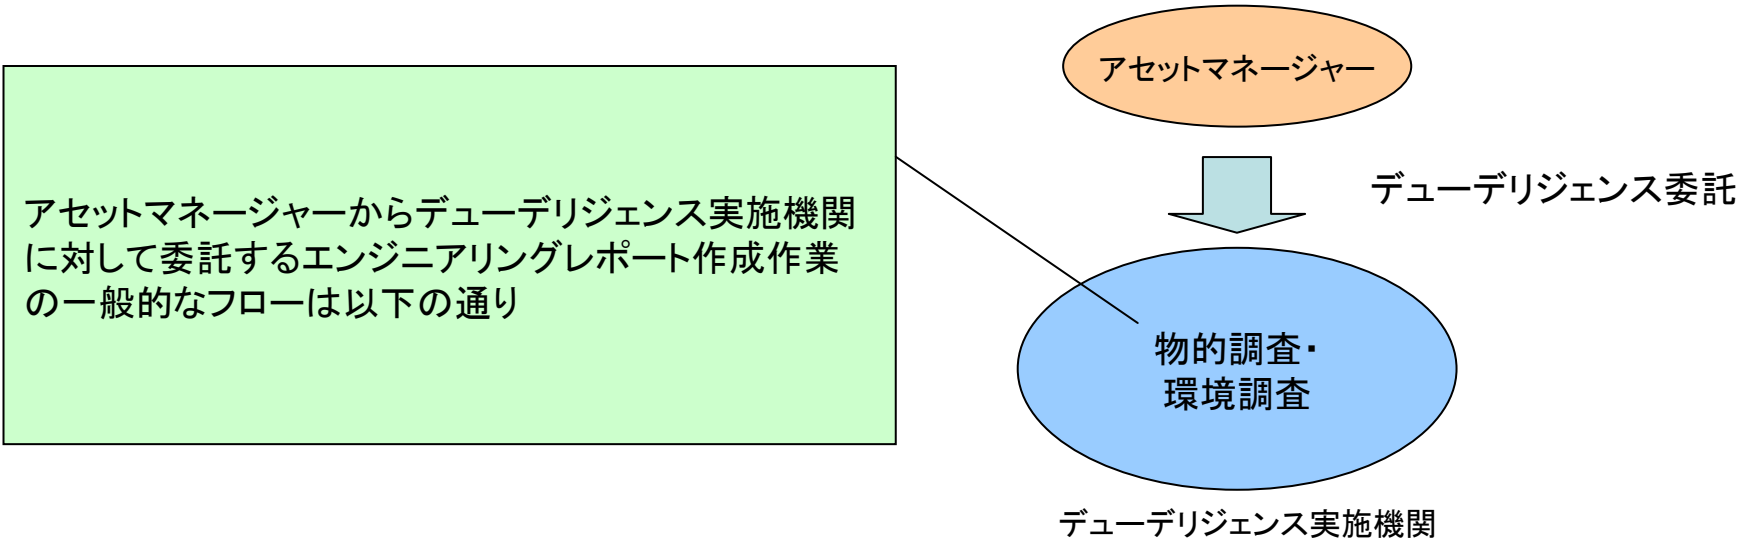 アセットマネージャー
デューデリジェンス委託
アセットマネージャーからデューデリジェンス実施機関
に対して委託するエンジニアリングレポート作成作業
の一般的なフローは以下の通り
物的調査・
環境調査
デューデリジェンス実施機関